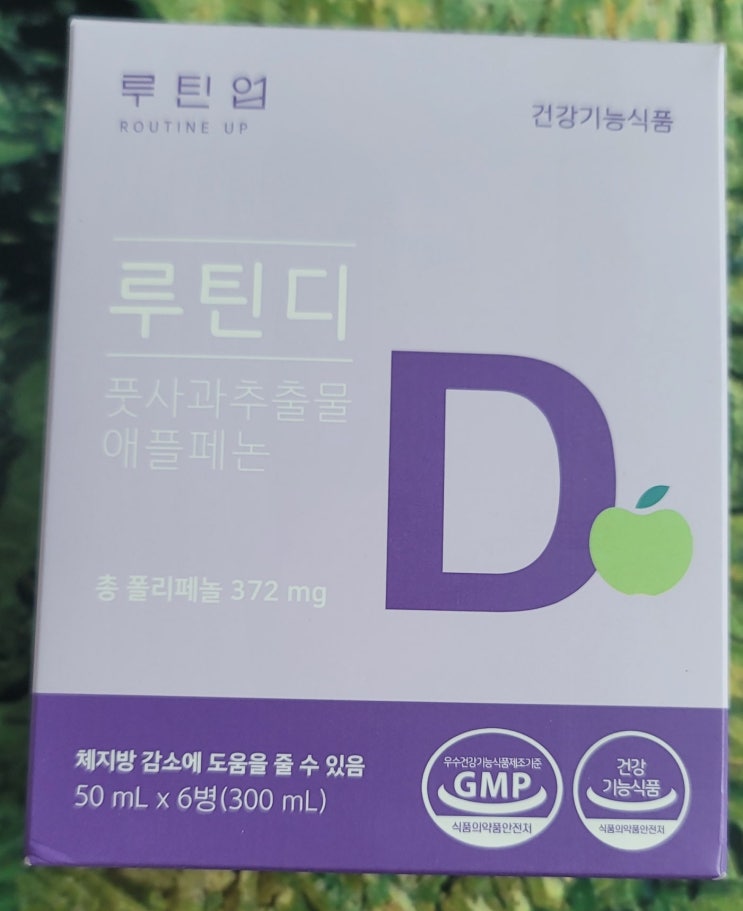 루틴업
ROUTINE UP
건강기능식품
루틴디
풋사과추출물
애플페논
D
총 폴리페놀 372 mg
체지방 감소에 도움을 줄 수 있음
50 mL x 6병(300 mL)
우수건강기능식품제조기준
GMP
식품의약품안전처
건강
기능식품
식품의약품안전처